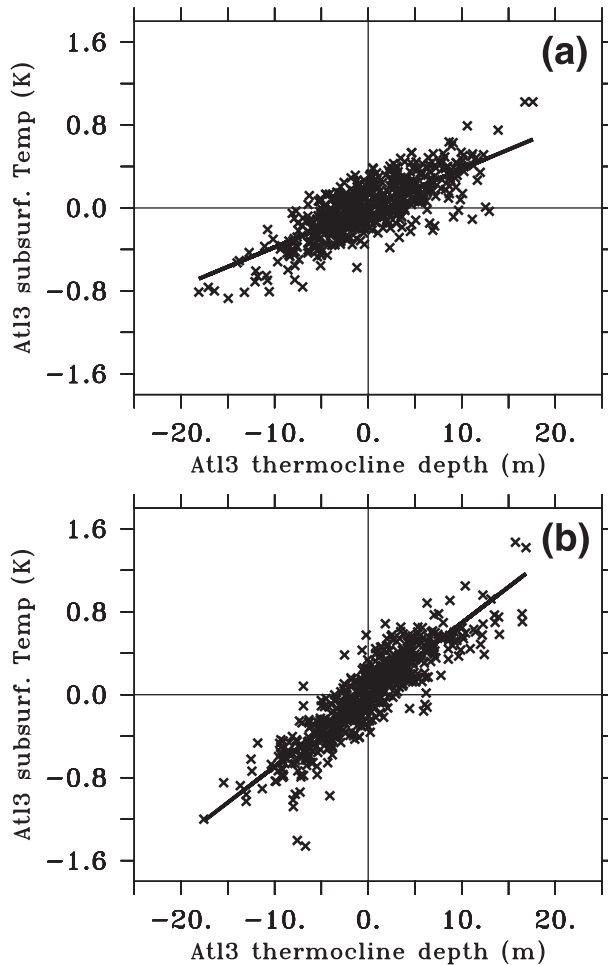 (a)
1.6
0.8
0.0
−0.8
−1.6
Atl3 subsurf. Temp (K)
−20. −10. 0. 10. 20.
Atl3 thermocline depth (m)
(b)
1.6
0.8
0.0
−0.8
−1.6
Atl3 subsurf. Temp (K)
−20. −10. 0. 10. 20.
Atl3 thermocline depth (m)